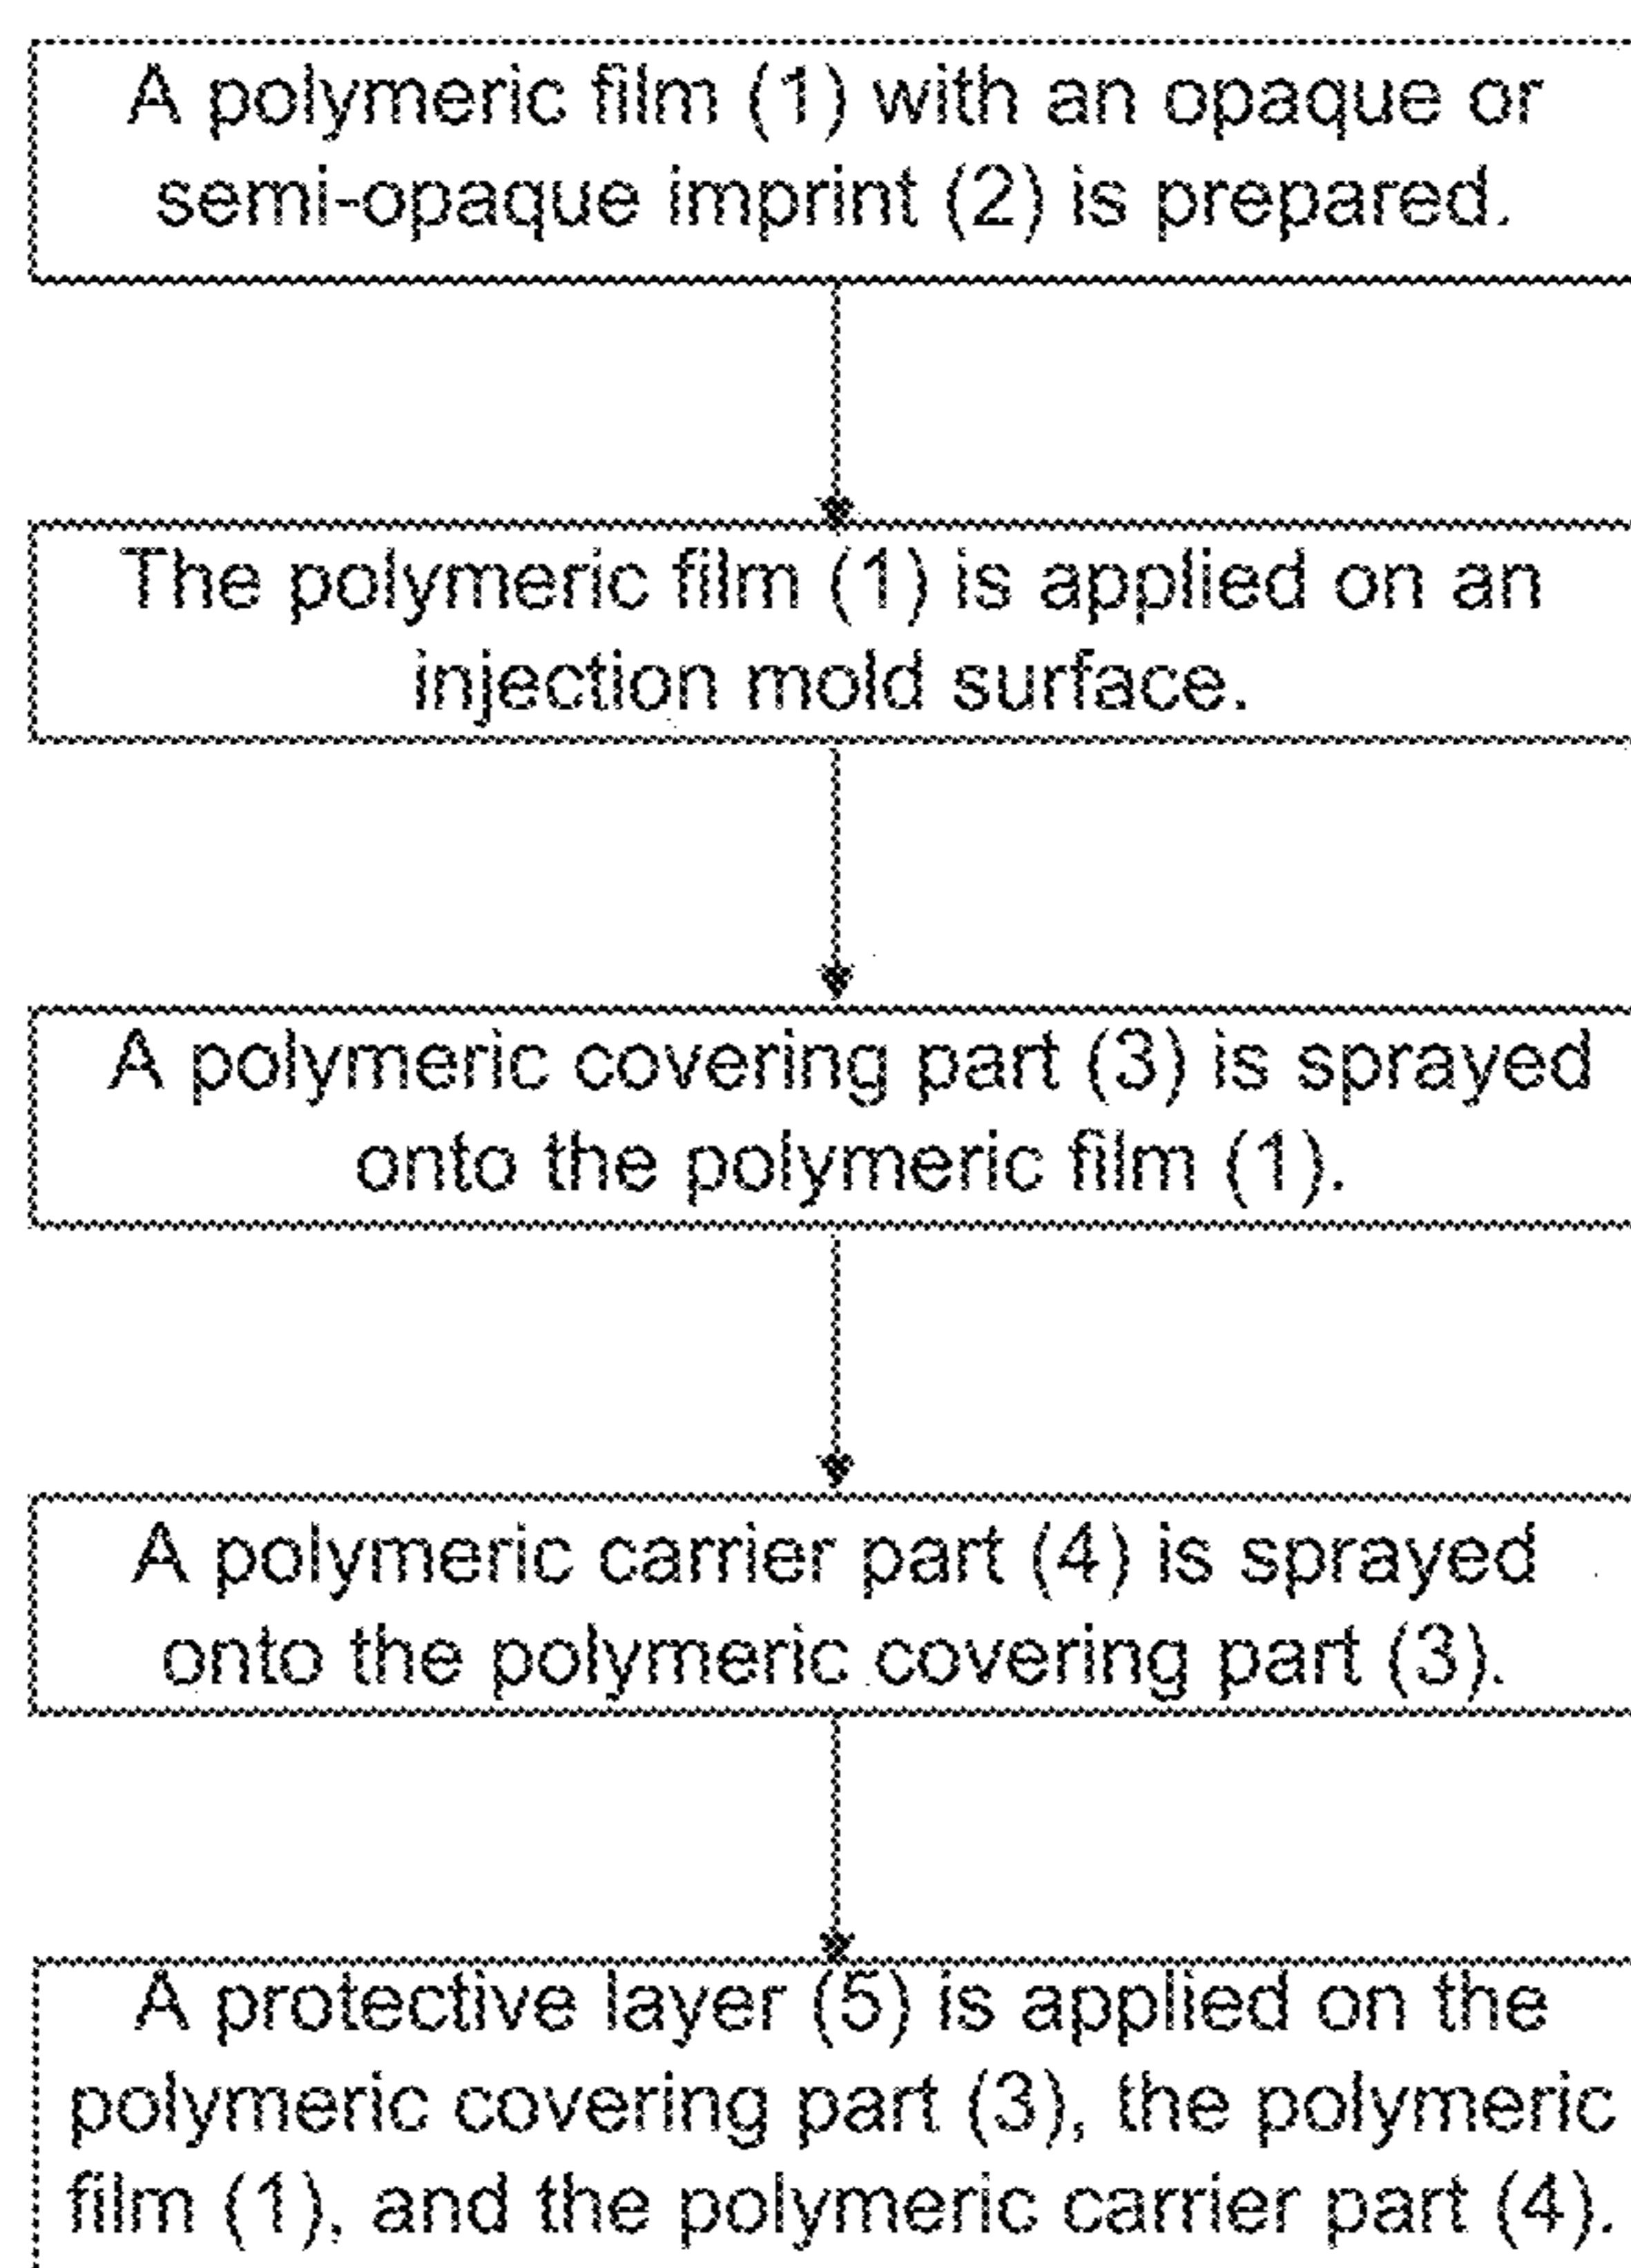 A polymeric film (1) with an opaque or
semi-opaque imprint (2) is prepared.
The polymeric film (1) is applied on an
injection mold surface.
A polymeric covering part (3) is sprayed
onto the polymeric film (1).
A polymeric carrier part (4) is sprayed
onto the polymeric covering part (3).
A protective layer (5) is applied on the
polymeric covering part (3), the polymeric
film (1), and the polymeric carrier part (4).